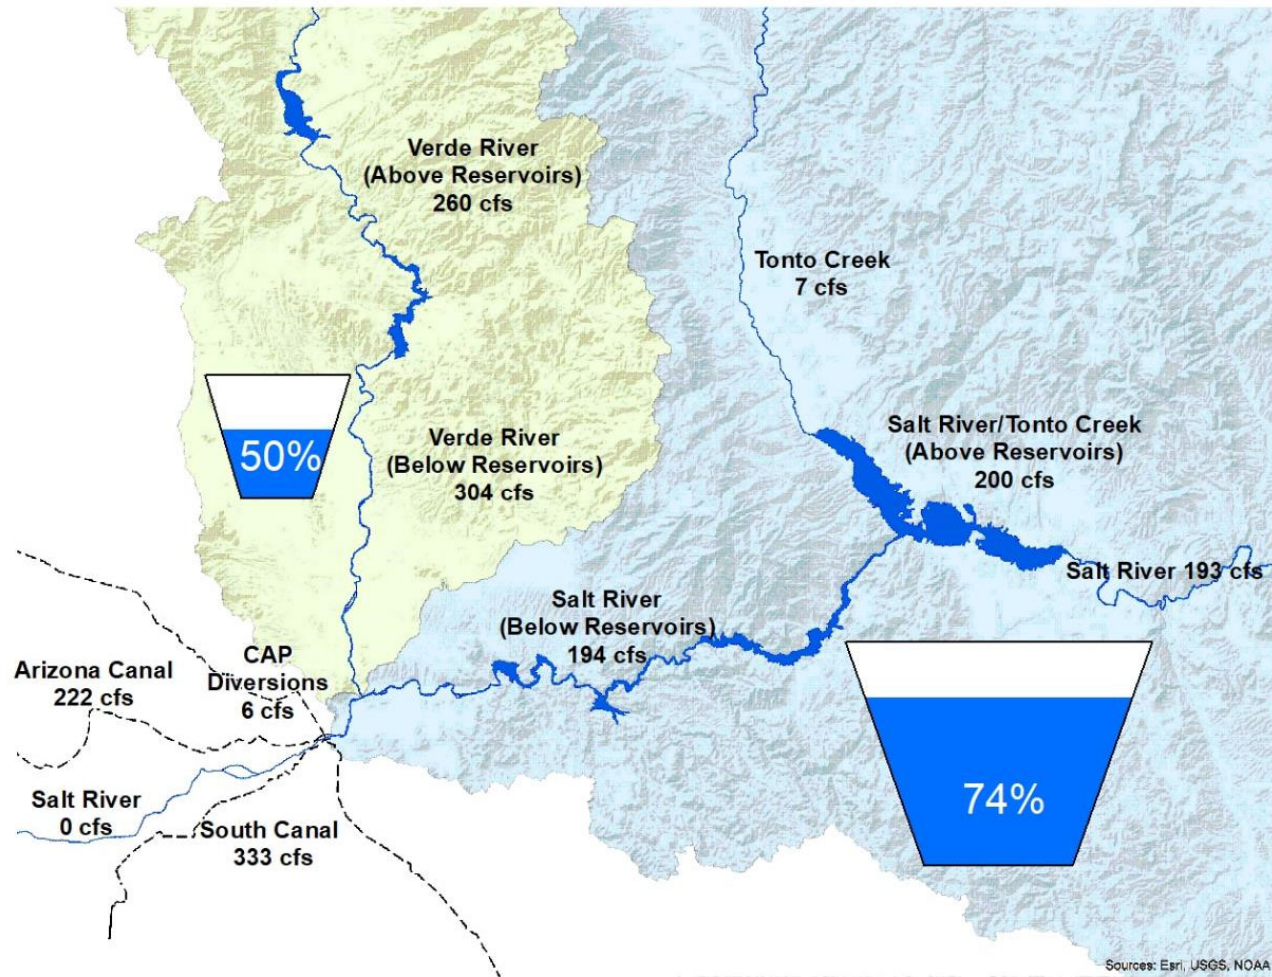 Verde River
(Above Reservoirs)
260 cfs
Tonto Creek
7 cfs
50%
Verde River
(Below Reservoirs)
304 cfs
Salt River/Tonto Creek
(Above Reservoirs)
200 cfs
Salt River 193 cfs
Salt River
(Below Reservoirs)
194 cfs
CAP
Diversions
6 cfs
Arizona Canal
222 cfs
Salt River
0 cfs
South Canal
333 cfs
74%
Sources: Esri, USGS, NOAA